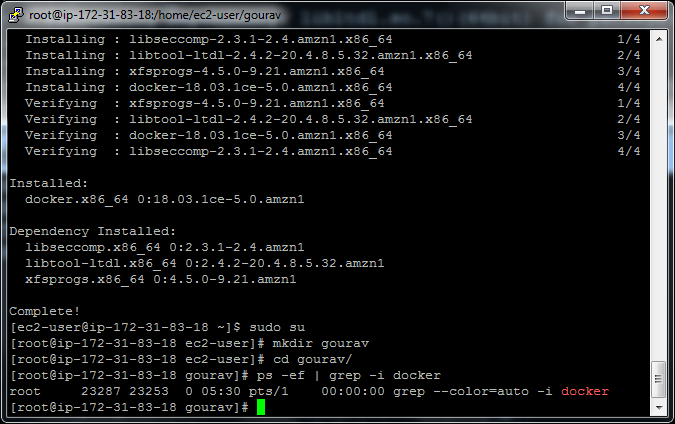 root@ip-172-31-83-18:/home/ec2-user/gourav
Installing : libseccomp-2.3.1-2.4.amzn1.x86_64 1/4
Installing : libtool-ltdl-2.4.2-20.4.8.5.32.amzn1.x86_64 2/4
Installing : xfsprogs-4.5.0-9.21.amzn1.x86_64 3/4
Installing : docker-18.03.1ce-5.0.amzn1.x86_64 4/4
Verifying : xfsprogs-4.5.0-9.21.amzn1.x86_64 1/4
Verifying : libtool-ltdl-2.4.2-20.4.8.5.32.amzn1.x86_64 2/4
Verifying : docker-18.03.1ce-5.0.amzn1.x86_64 3/4
Verifying : libseccomp-2.3.1-2.4.amzn1.x86_64 4/4
Installed:
docker.x86_64 0:18.03.1ce-5.0.amzn1
Dependency Installed:
libseccomp.x86_64 0:2.3.1-2.4.amzn1
libtool-ltdl.x86_64 0:2.4.2-20.4.8.5.32.amzn1
xfsprogs.x86_64 0:4.5.0-9.21.amzn1
Complete!
[ec2-user@ip-172-31-83-18 ~]$ sudo su
[root@ip-172-31-83-18 ec2-user]# mkdir gourav
[root@ip-172-31-83-18 ec2-user]# cd gourav/
[root@ip-172-31-83-18 gourav]# ps -ef | grep -i docker
root 23287 23253 0 05:30 pts/1 00:00:00 grep --color=auto -i docker
[root@ip-172-31-83-18 gourav]#